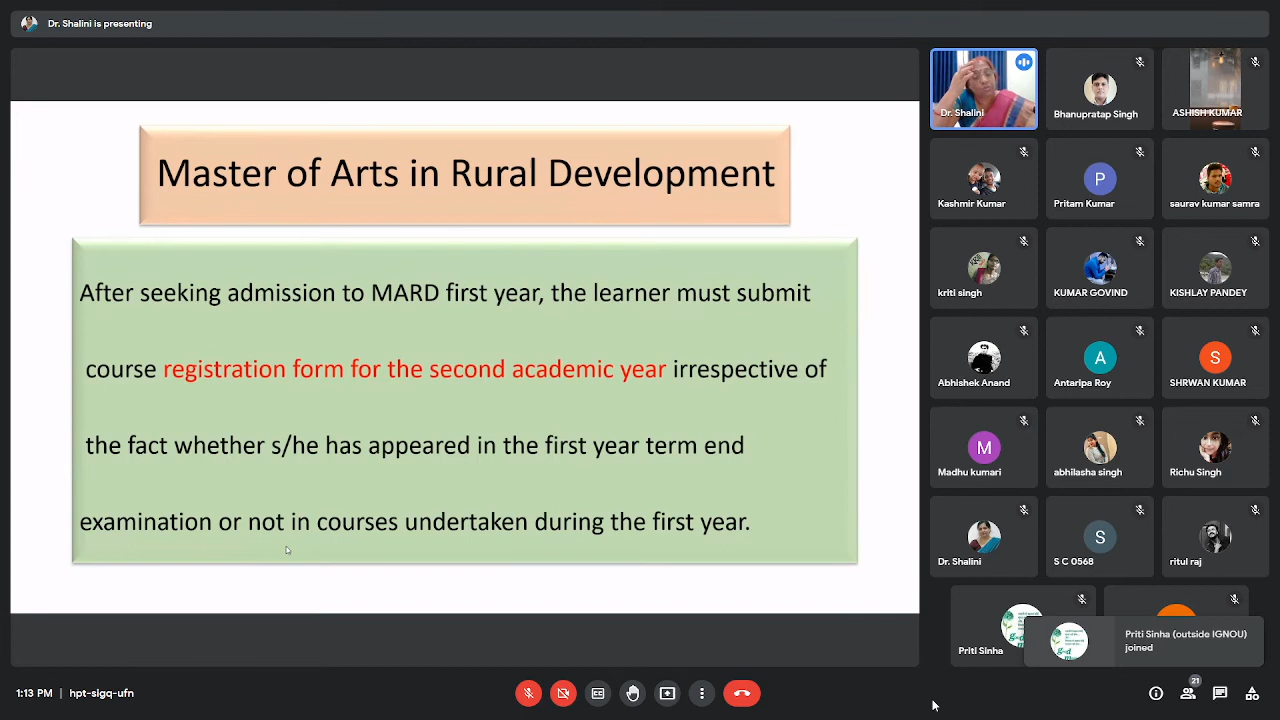 Dr. Shalini is presenting
Master of Arts in Rural Development
After seeking admission to MARD first year, the learner must submit
course registration form for the second academic year irrespective of
the fact whether s/he has appeared in the first year term end
examination or not in courses undertaken during the first year.
Dr. Shalini
Bhanupratap Singh
ASHISH KUMAR
Kashmir Kumar
P
Pritam Kumar
saurav kumar samra
kriti singh
KUMAR GOVIND
KISHLAY PANDEY
Abhishek Anand
A
Antaripa Roy
S
SHRWAN KUMAR
M
Madhu kumari
abhilasha singh
Richu Singh
Dr. Shalini
S
S C 0568
ritul raj
Priti Sinha
Priti Sinha (outside IGNOU)
joined
1:13 PM | hpt-slgq-ufn
21